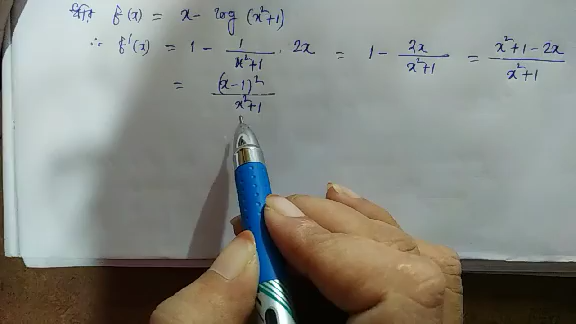 ধরি f(x) = x - log (x²+1)
∴ f'(x) = 1 - 1/(x²+1) · 2x = 1 - 2x/(x²+1) = (x²+1-2x)/(x²+1)
= (x-1)²/(x²+1)